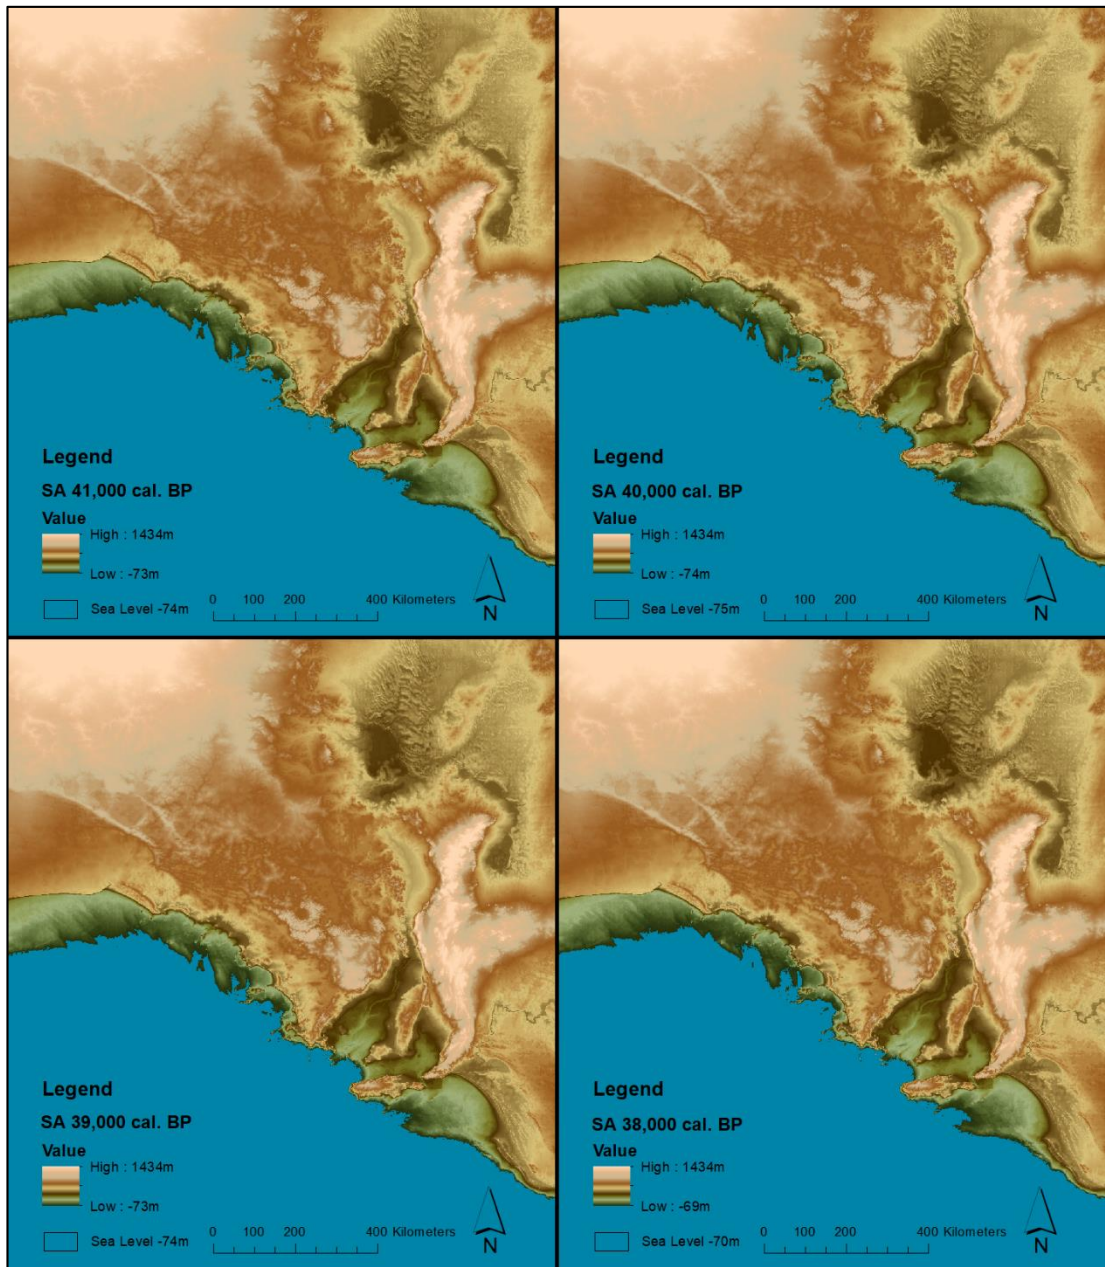 Legend
SA 41,000 cal. BP
Value
High : 1434m
Low : -73m
Sea Level -74m
0 100 200 400 Kilometers
N
Legend
SA 40,000 cal. BP
Value
High : 1434m
Low : -74m
Sea Level -75m
0 100 200 400 Kilometers
N
Legend
SA 39,000 cal. BP
Value
High : 1434m
Low : -73m
Sea Level -74m
0 100 200 400 Kilometers
N
Legend
SA 38,000 cal. BP
Value
High : 1434m
Low : -69m
Sea Level -70m
0 100 200 400 Kilometers
N